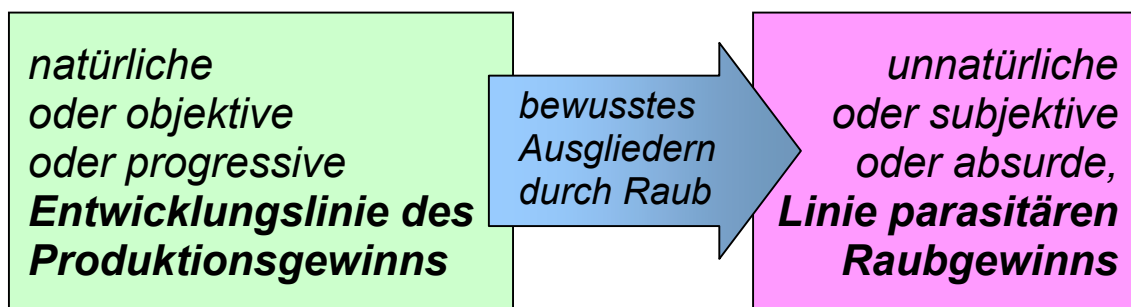 natürliche
oder objektive
oder progressive
Entwicklungslinie des
Produktionsgewinns
bewusstes
Ausgliedern
durch Raub
unnatürliche
oder subjektive
oder absurde,
Linie parasitären
Raubgewinns